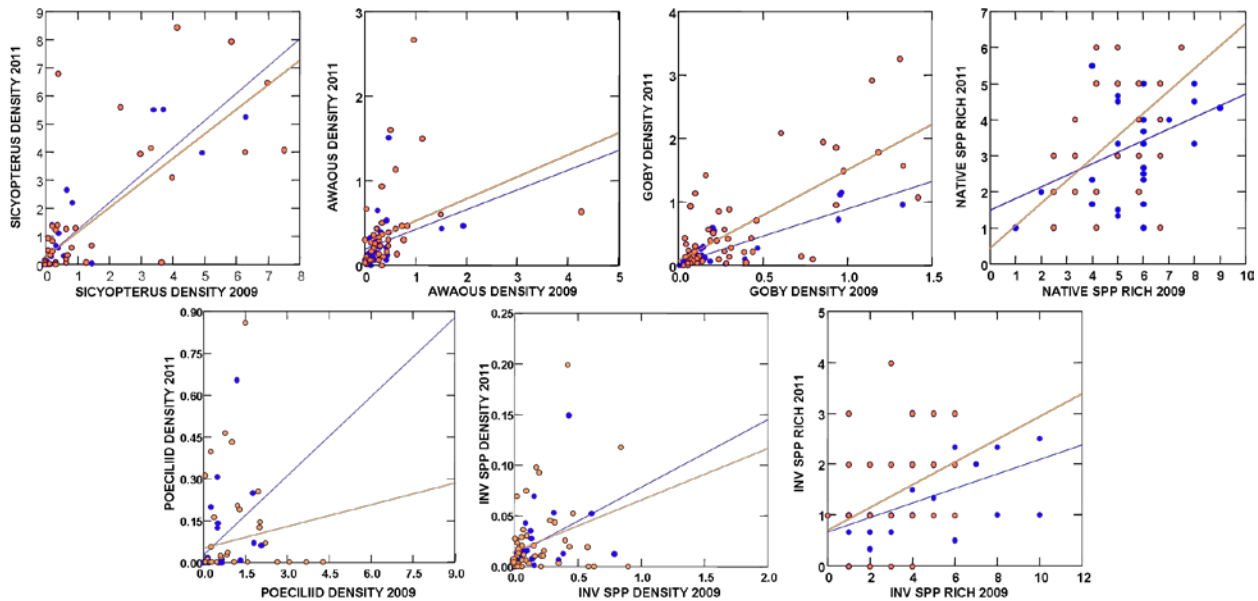 SICYOPTERUS DENSITY 2011
9
8
7
6
5
4
3
2
1
0
0 1 2 3 4 5 6 7 8
SICYOPTERUS DENSITY 2009
AWAOUS DENSITY 2011
3
2
1
0
0 1 2 3 4 5
AWAOUS DENSITY 2009
GOBY DENSITY 2011
4
3
2
1
0
0.0 0.5 1.0 1.5
GOBY DENSITY 2009
NATIVE SPP RICH 2011
7
6
5
4
3
2
1
0
0 1 2 3 4 5 6 7 8 9 10
NATIVE SPP RICH 2009
POECILIID DENSITY 2011
0.90
0.75
0.60
0.45
0.30
0.15
0.00
0.0 1.5 3.0 4.5 6.0 7.5 9.0
POECILIID DENSITY 2009
INV SPP DENSITY 2011
0.25
0.20
0.15
0.10
0.05
0.00
0.0 0.5 1.0 1.5 2.0
INV SPP DENSITY 2009
INV SPP RICH 2011
5
4
3
2
1
0
0 2 4 6 8 10 12
INV SPP RICH 2009